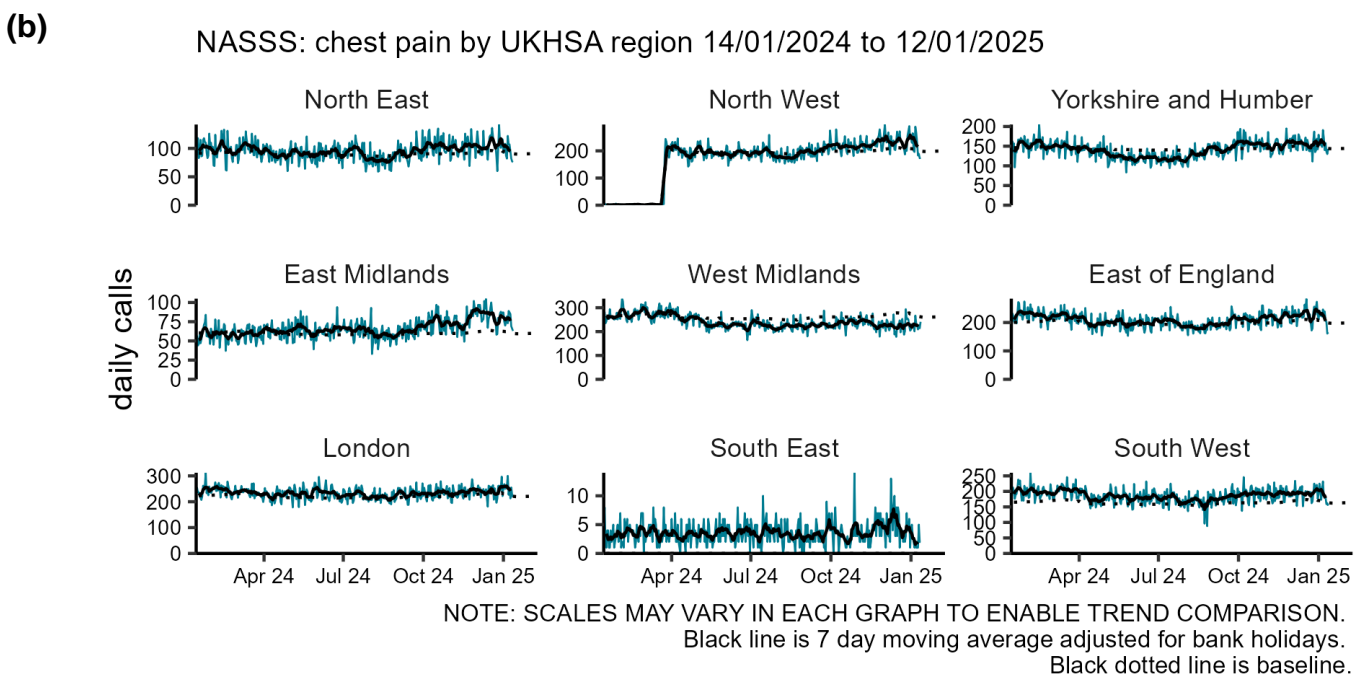 (b)
NASSS: chest pain by UKHSA region 14/01/2024 to 12/01/2025
daily calls
North East
100
50
0
North West
200
100
0
Yorkshire and Humber
200
150
100
50
0
East Midlands
100
75
50
25
0
West Midlands
300
200
100
0
East of England
200
100
0
London
300
200
100
0
Apr 24 Jul 24 Oct 24 Jan 25
South East
10
5
0
Apr 24 Jul 24 Oct 24 Jan 25
South West
250
200
150
100
50
0
Apr 24 Jul 24 Oct 24 Jan 25
NOTE: SCALES MAY VARY IN EACH GRAPH TO ENABLE TREND COMPARISON.
Black line is 7 day moving average adjusted for bank holidays.
Black dotted line is baseline.